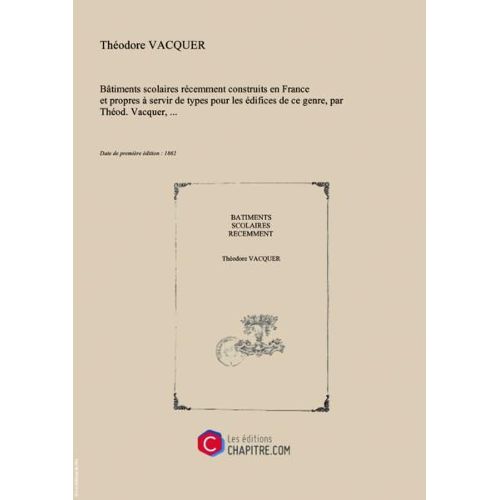 Théodore VACQUER
Bâtiments scolaires récemment construits en France
et propres à servir de types pour les édifices de ce genre, par
Théod. Vacquer, ...
Date de première édition : 1862
BATIMENTS
SCOLAIRES
RECEMMENT
Théodore VACQUER
Les éditions
CHAPITRE.COM